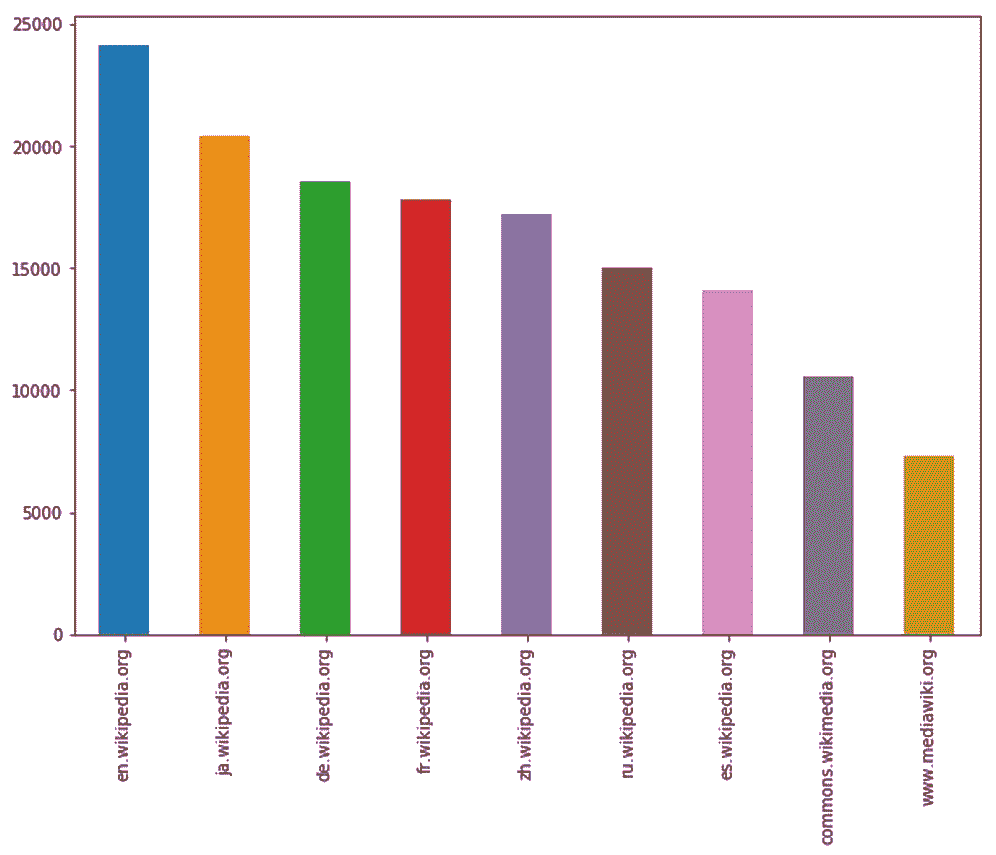 25000
20000
15000
10000
5000
0
en.wikipedia.org
ja.wikipedia.org
de.wikipedia.org
fr.wikipedia.org
zh.wikipedia.org
ru.wikipedia.org
es.wikipedia.org
commons.wikimedia.org
www.mediawiki.org